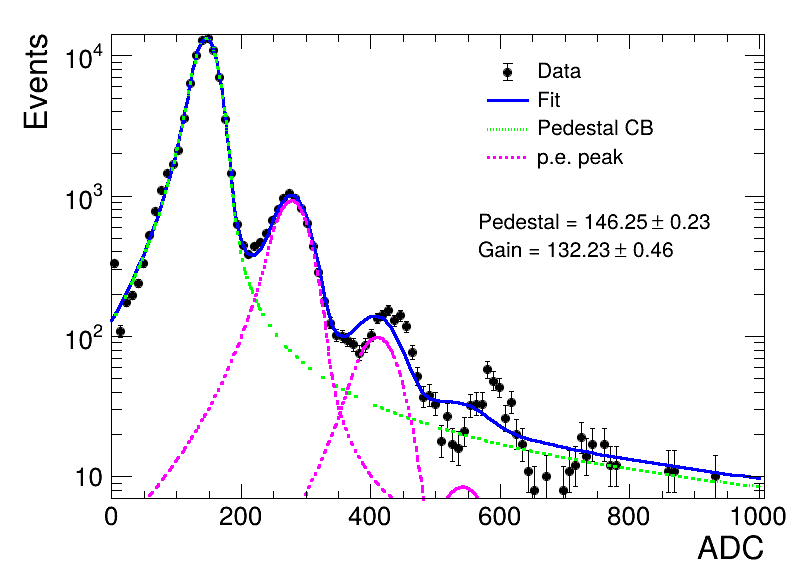 Events
10⁴
10³
10²
10
Data
Fit
Pedestal CB
p.e. peak
Pedestal = 146.25 ± 0.23
Gain = 132.23 ± 0.46
0 200 400 600 800 1000
ADC